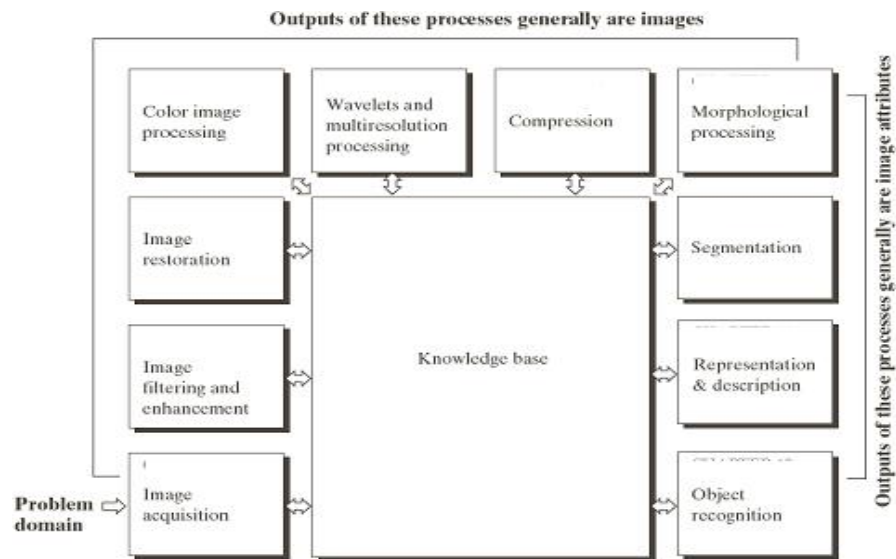 Outputs of these processes generally are images
Color image
processing
Wavelets and
multiresolution
processing
Compression
Morphological
processing
Image
restoration
Segmentation
Image
filtering and
enhancement
Knowledge base
Representation
& description
Problem
domain
Image
acquisition
Object
recognition
Outputs of these processes generally are image attributes